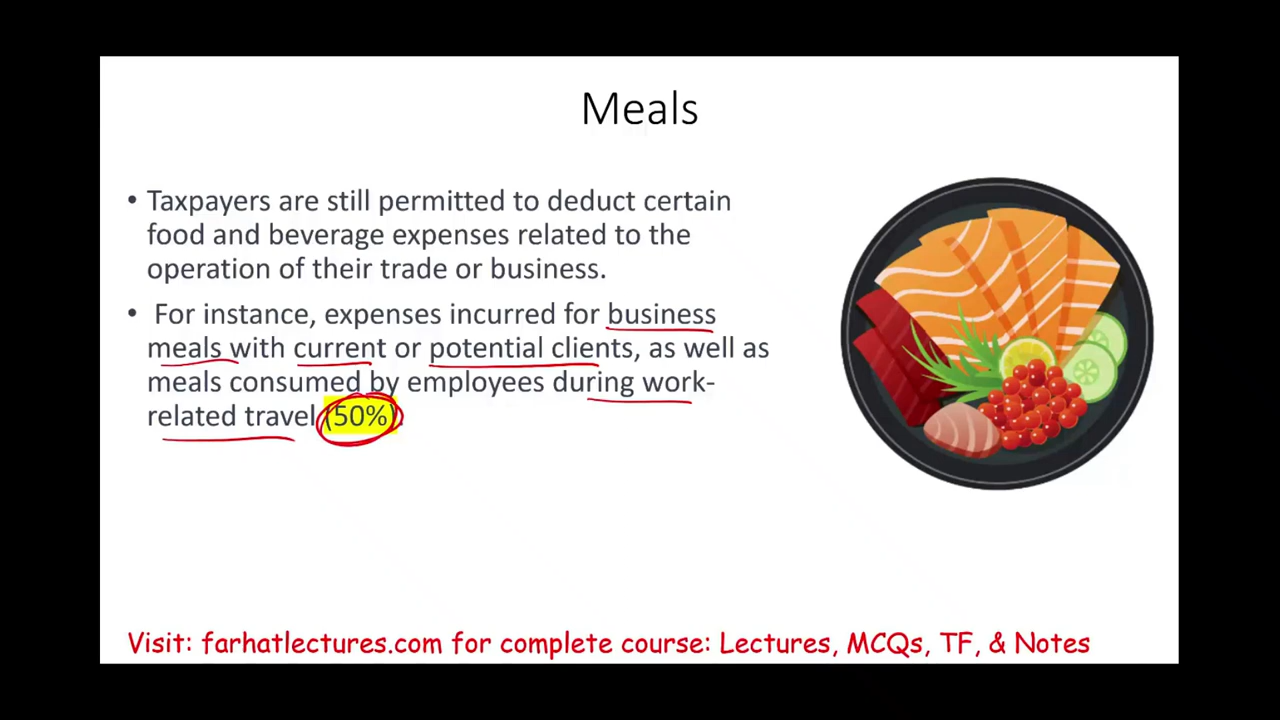 Meals
• Taxpayers are still permitted to deduct certain
food and beverage expenses related to the
operation of their trade or business.
• For instance, expenses incurred for business
meals with current or potential clients, as well as
meals consumed by employees during work-
related travel (50%).
Visit: farhatlectures.com for complete course: Lectures, MCQs, TF, & Notes